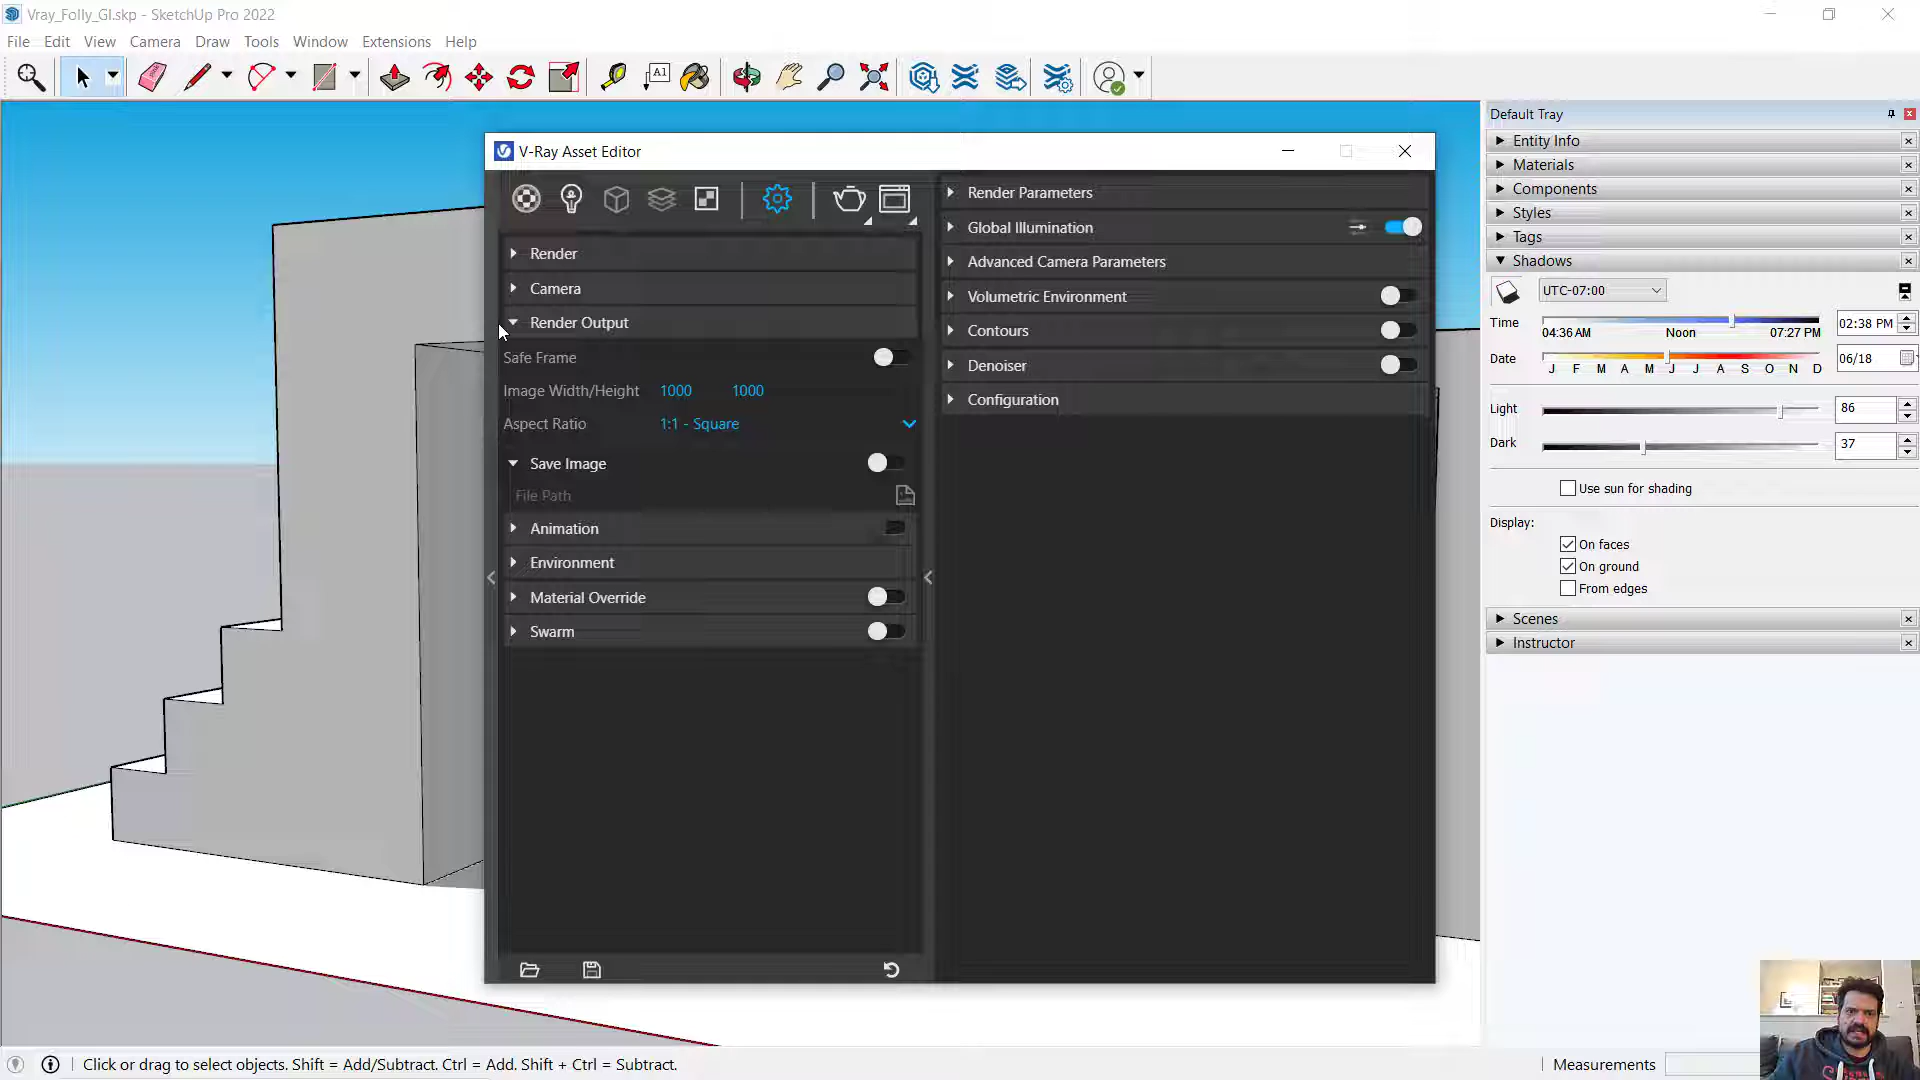 Vray_Folly_GI.skp - SketchUp Pro 2022
File Edit View Camera Draw Tools Window Extensions Help
A1
V-Ray Asset Editor
Render
Camera
Render Output
Safe Frame
Image Width/Height 1000 1000
Aspect Ratio 1:1 - Square
Save Image
File Path
Animation
Environment
Material Override
Swarm
Render Parameters
Global Illumination
Advanced Camera Parameters
Volumetric Environment
Contours
Denoiser
Configuration
Default Tray
Entity Info
Materials
Components
Styles
Tags
Shadows
UTC-07:00
Time 02:38 PM
04:36 AM Noon 07:27 PM
Date 06/18
J F M A M J J A S O N D
Light 86
Dark 37
Use sun for shading
Display:
On faces
On ground
From edges
Scenes
Instructor
Click or drag to select objects. Shift = Add/Subtract. Ctrl = Add. Shift + Ctrl = Subtract.
Measurements